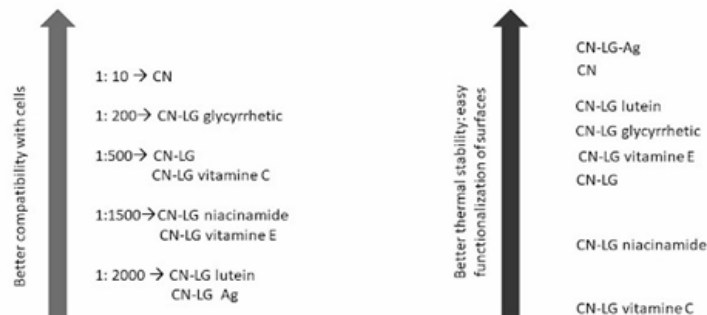 Better compatibility with cells
1: 10 → CN
1: 200→ CN-LG glycyrrhetic
1:500 → CN-LG
CN-LG vitamine C
1:1500→ CN-LG niacinamide
CN-LG vitamine E
1: 2000 → CN-LG lutein
CN-LG Ag
Better thermal stability: easy
functionalization of surfaces
CN-LG-Ag
CN
CN-LG lutein
CN-LG glycyrrhetic
CN-LG vitamine E
CN-LG
CN-LG niacinamide
CN-LG vitamine C